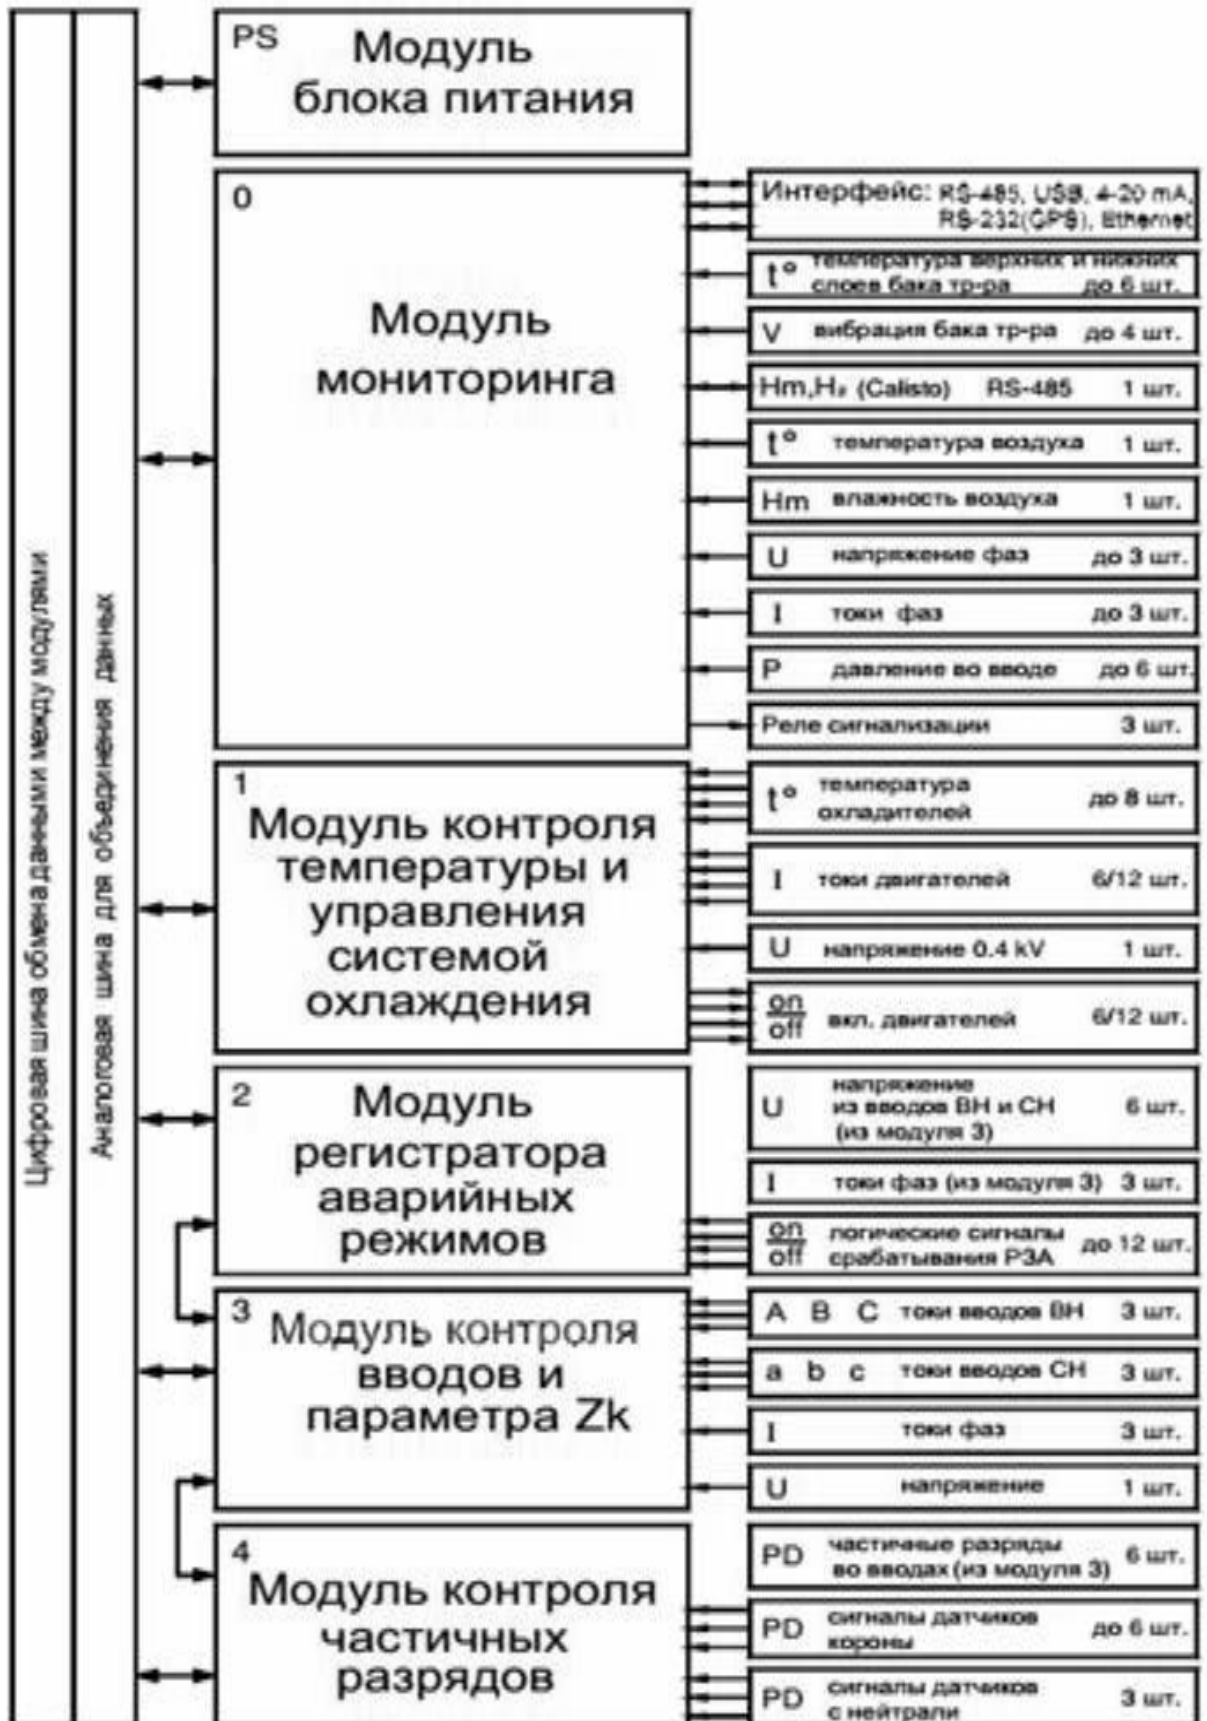 Цифровая шина обмена данными между модулями
Аналоговая шина для объединения данных
PS
Модуль
блока питания
0
Модуль
мониторинга
Интерфейс: RS-485, USB, 4-20 mA,
RS-232(GPS), Ethernet
t° температура верхних и нижних
слоев бака тр-ра до 6 шт.
V вибрация бака тр-ра до 4 шт.
Hm,H₂ (Calisto) RS-485 1 шт.
t° температура воздуха 1 шт.
Hm влажность воздуха 1 шт.
U напряжение фаз до 3 шт.
I токи фаз до 3 шт.
P давление во вводе до 6 шт.
Реле сигнализации 3 шт.
1
Модуль контроля
температуры и
управления
системой
охлаждения
t° температура
охладителей до 8 шт.
I токи двигателей 6/12 шт.
U напряжение 0.4 kV 1 шт.
on
off вкл. двигателей 6/12 шт.
2
Модуль
регистратора
аварийных
режимов
напряжение
U из вводов ВН и СН 6 шт.
(из модуля 3)
I токи фаз (из модуля 3) 3 шт.
on логические сигналы
off срабатывания РЗА до 12 шт.
3
Модуль контроля
вводов и
параметра Zk
A B C токи вводов ВН 3 шт.
a b c токи вводов СН 3 шт.
I токи фаз 3 шт.
U напряжение 1 шт.
4
Модуль контроля
частичных
разрядов
PD частичные разряды
во вводах (из модуля 3) 6 шт.
PD сигналы датчиков
короны до 6 шт.
PD сигналы датчиков
с нейтрали 3 шт.